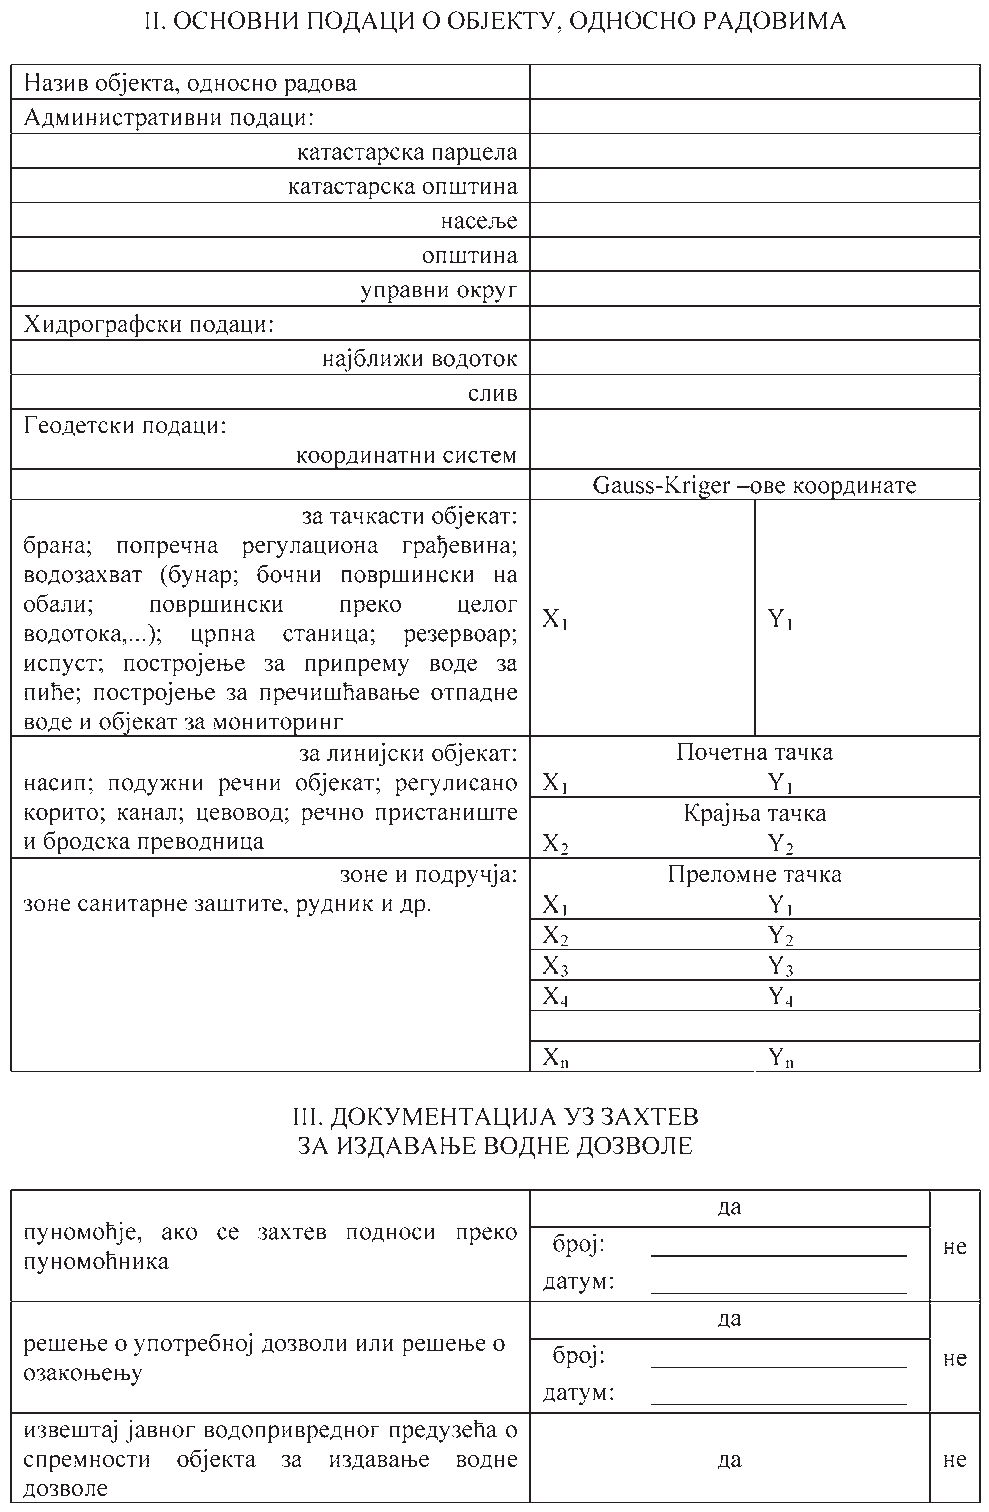 II. ОСНОВНИ ПОДАЦИ О ОБЈЕКТУ, ОДНОСНО РАДОВИМА
Назив објекта, односно радова
Административни подаци:
катастарска парцела
катастарска општина
насеље
општина
управни округ
Хидрографски подаци:
најближи водоток
слив
Геодетски подаци:
координатни систем
Gauss-Kriger –ове координате
за тачкасти објекат:
брана; попречна регулациона грађевина;
водозахват (бунар; бочни површински на
обали; површински преко целог
водотока,...); црпна станица; резервоар;
испуст; постројење за припрему воде за
пиће; постројење за пречишћавање отпадне
воде и објекат за мониторинг
X1 Y1
за линијски објекат:
насип; подужни речни објекат; регулисано
корито; канал; цевовод; речно пристаниште
и бродска преводница
Почетна тачка
X1 Y1
Крајња тачка
X2 Y2
зоне и подручја:
зоне санитарне заштите, рудник и др.
Преломне тачка
X1 Y1
X2 Y2
X3 Y3
X4 Y4
Xn Yn
III. ДОКУМЕНТАЦИЈА УЗ ЗАХТЕВ
ЗА ИЗДАВАЊЕ ВОДНЕ ДОЗВОЛЕ
пуномоћје, ако се захтев подноси преко
пуномоћника
да
број:
датум:
не
решење о употребној дозволи или решење о
озакоњењу
да
број:
датум:
не
извештај јавног водопривредног предузећа о
спремности објекта за издавање водне
дозволе
да
не